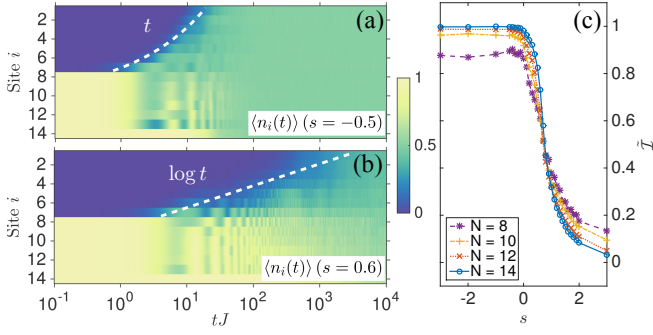 (a)
t
⟨n_i(t)⟩ (s = −0.5)
Site i
2
4
6
8
10
12
14
(b)
log t
⟨n_i(t)⟩ (s = 0.6)
Site i
2
4
6
8
10
12
14
10^{-1} 10^0 10^1 10^2 10^3 10^4
tJ
1
0.5
0
(c)
1
0.8
0.6
0.4
0.2
0
Ĩ
N = 8
N = 10
N = 12
N = 14
-2 0 2
s